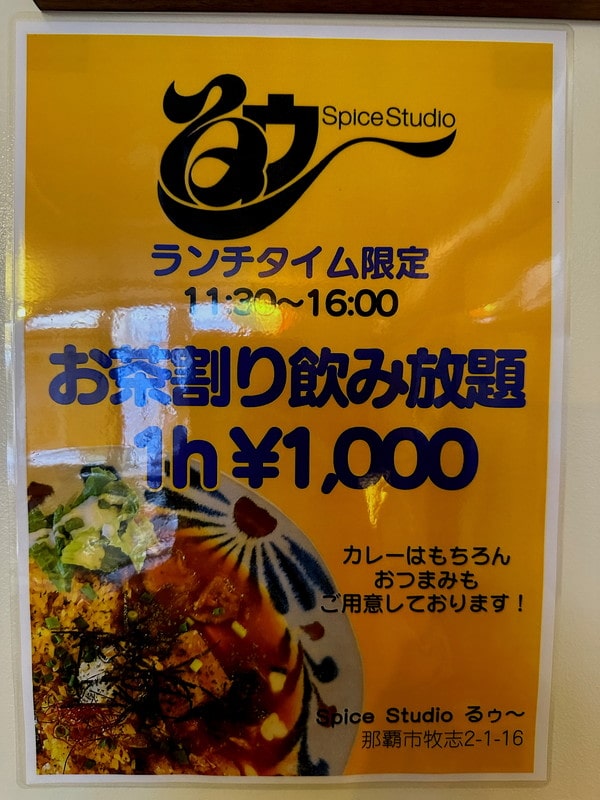 るゥ〜 Spice Studio
ランチタイム限定
11:30〜16:00
お茶割り飲み放題
1h ¥1,000
カレーはもちろん
おつまみも
ご用意しております！
Spice Studio るゥ〜
那覇市牧志2-1-16